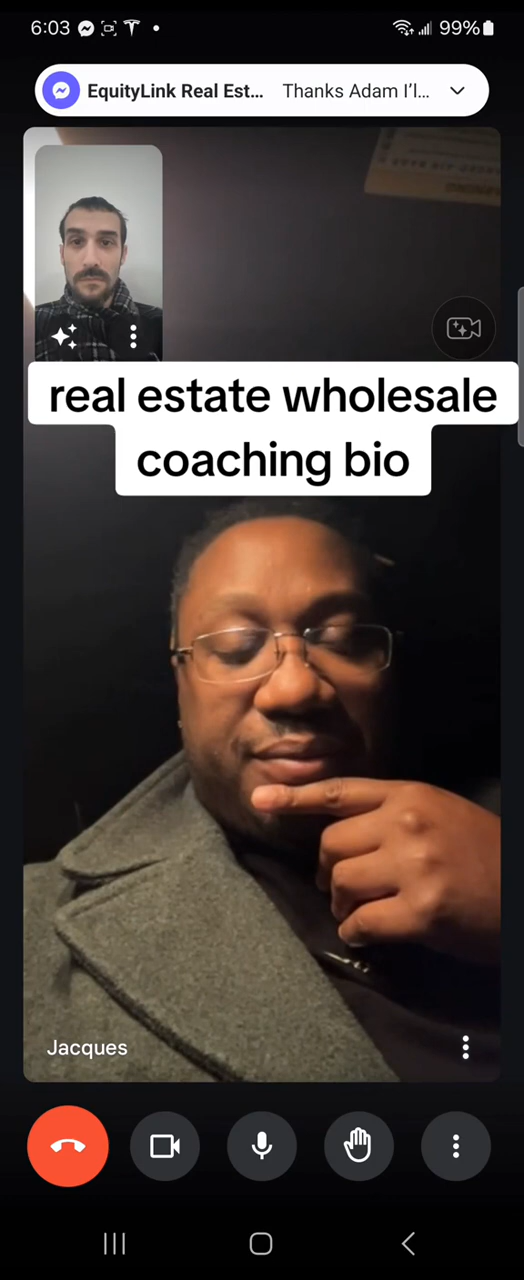 6:03
99%
EquityLink Real Est... Thanks Adam I'l...
real estate wholesale
coaching bio
Jacques